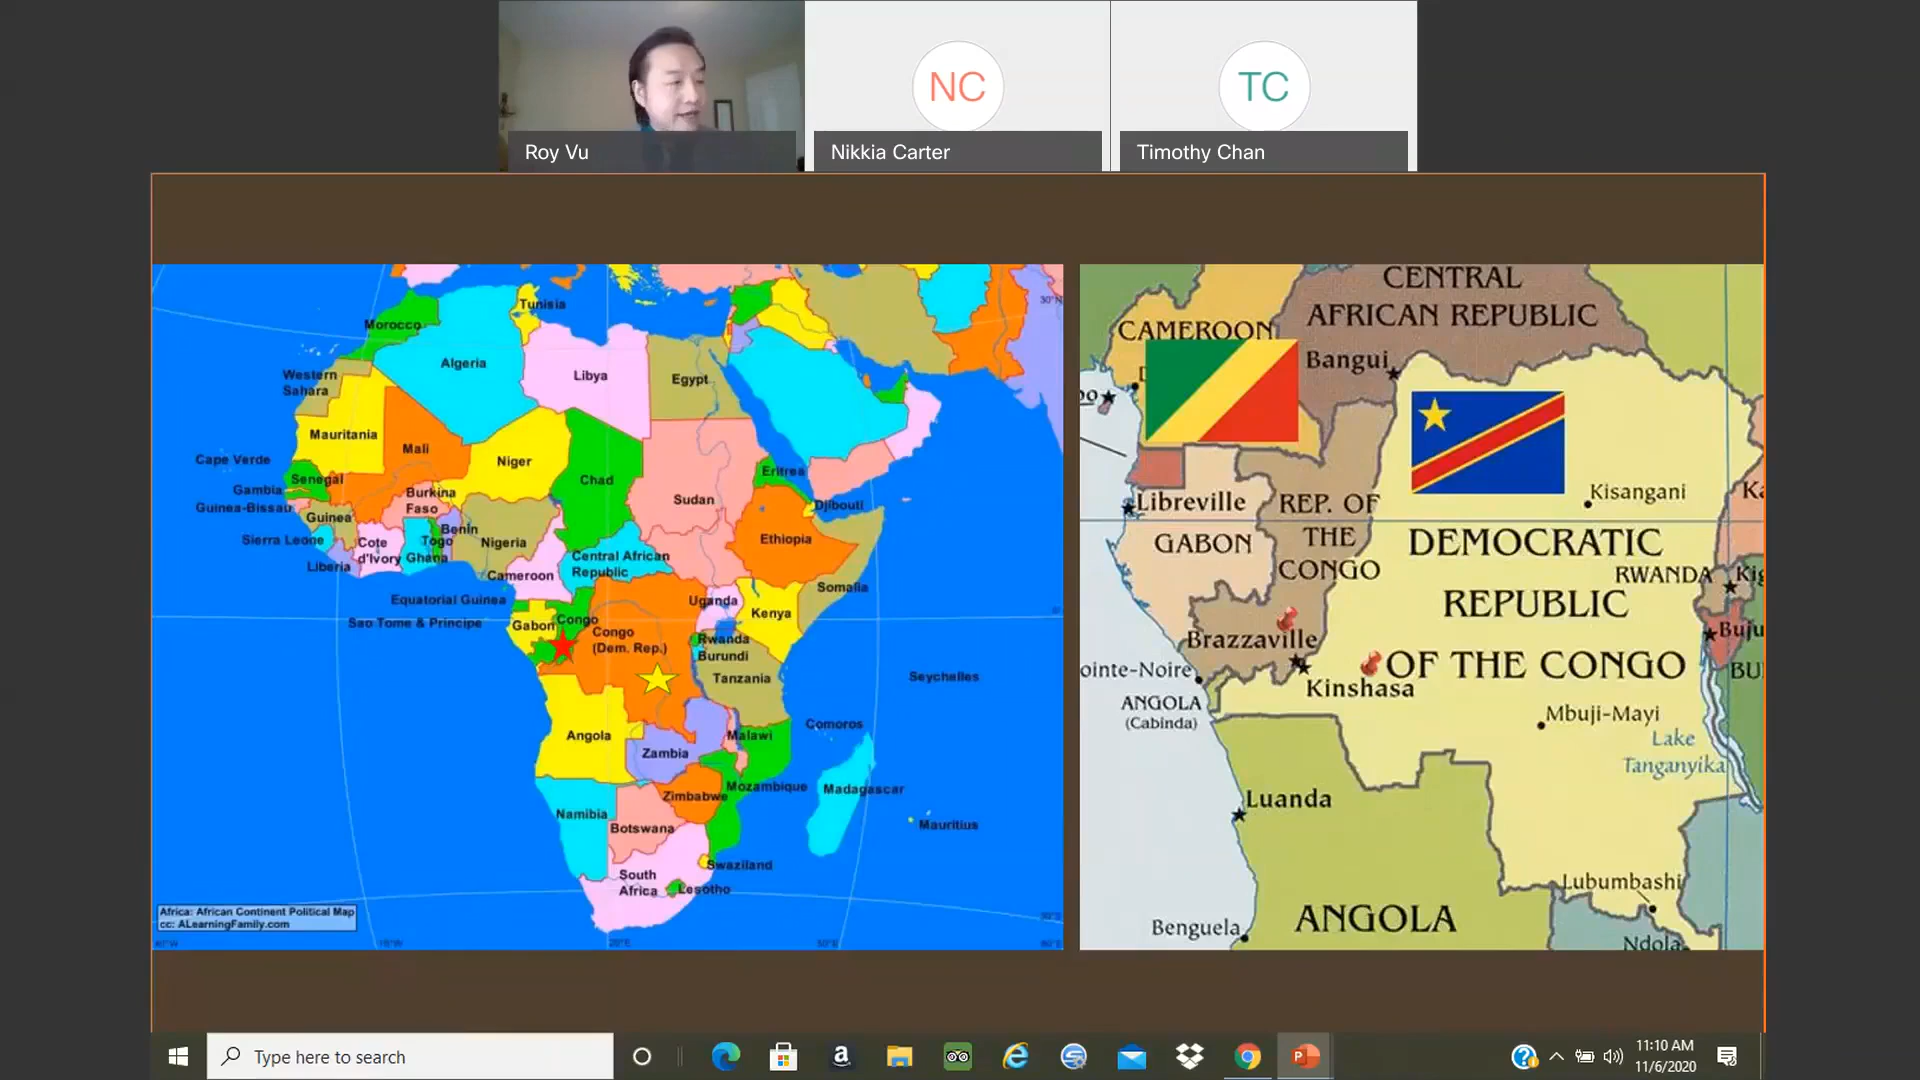 NC
TC
Roy Vu
Nikkia Carter
Timothy Chan
Tunisia
30°N
Morocco
Algeria
Libya
Egypt
Western
Sahara
Mauritania
Mali
Niger
Chad
Cape Verde
Senegal
Eritrea
Gambia
Burkina
Faso
Sudan
Djibouti
Guinea-Bissau
Guinea
Benin
Sierra Leone
Cote
d'Ivory
Togo
Ghana
Nigeria
Ethiopia
Liberia
Central African
Republic
Cameroon
Somalia
Equatorial Guinea
Uganda
Kenya
Sao Tome & Principe
Gabon
Congo
Congo
(Dem. Rep.)
Rwanda
Burundi
Tanzania
Seychelles
Comoros
Angola
Malawi
Zambia
Mozambique
Madagascar
Zimbabwe
Namibia
Botswana
Mauritius
Swaziland
South
Africa
Lesotho
Africa: African Continent Political Map
cc: ALearningFamily.com
CENTRAL
AFRICAN REPUBLIC
CAMEROON
Bangui
Kisangani
Libreville
REP. OF
THE
CONGO
GABON
DEMOCRATIC
REPUBLIC
OF THE CONGO
RWANDA
Kig
Brazzaville
Buju
BU
ointe-Noire
Kinshasa
ANGOLA
(Cabinda)
Mbuji-Mayi
Lake
Tanganyika
Luanda
Lubumbashi
Benguela
ANGOLA
Ndola
Type here to search
11:10 AM
11/6/2020